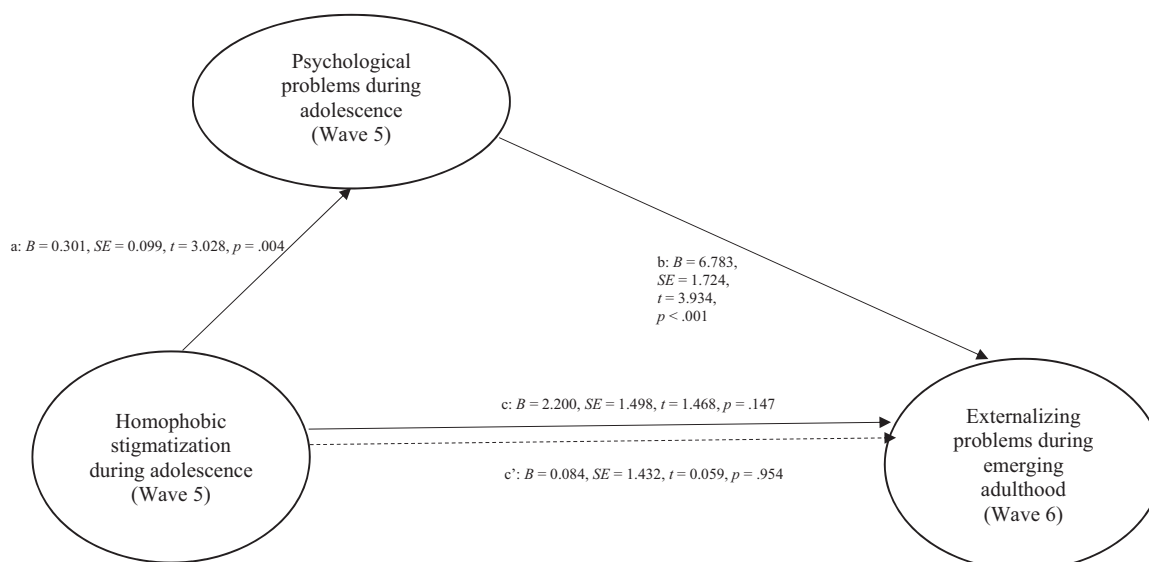 Psychological
problems during
adolescence
(Wave 5)
a: B = 0.301, SE = 0.099, t = 3.028, p = .004
b: B = 6.783,
SE = 1.724,
t = 3.934,
p < .001
Homophobic
stigmatization
during adolescence
(Wave 5)
c: B = 2.200, SE = 1.498, t = 1.468, p = .147
c’: B = 0.084, SE = 1.432, t = 0.059, p = .954
Externalizing
problems during
emerging
adulthood
(Wave 6)